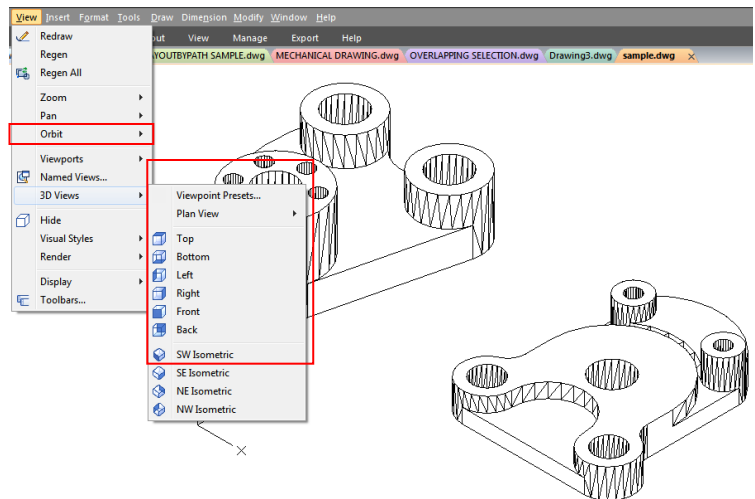 View Insert Format Tools Draw Dimension Modify Window Help
out View Manage Export Help
YOUTBYPATH SAMPLE.dwg MECHANICAL DRAWING.dwg OVERLAPPING SELECTION.dwg Drawing3.dwg sample.dwg
Redraw
Regen
Regen All
Zoom
Pan
Orbit
Viewports
Named Views...
3D Views
Hide
Visual Styles
Render
Display
Toolbars...
Viewpoint Presets...
Plan View
Top
Bottom
Left
Right
Front
Back
SW Isometric
SE Isometric
NE Isometric
NW Isometric